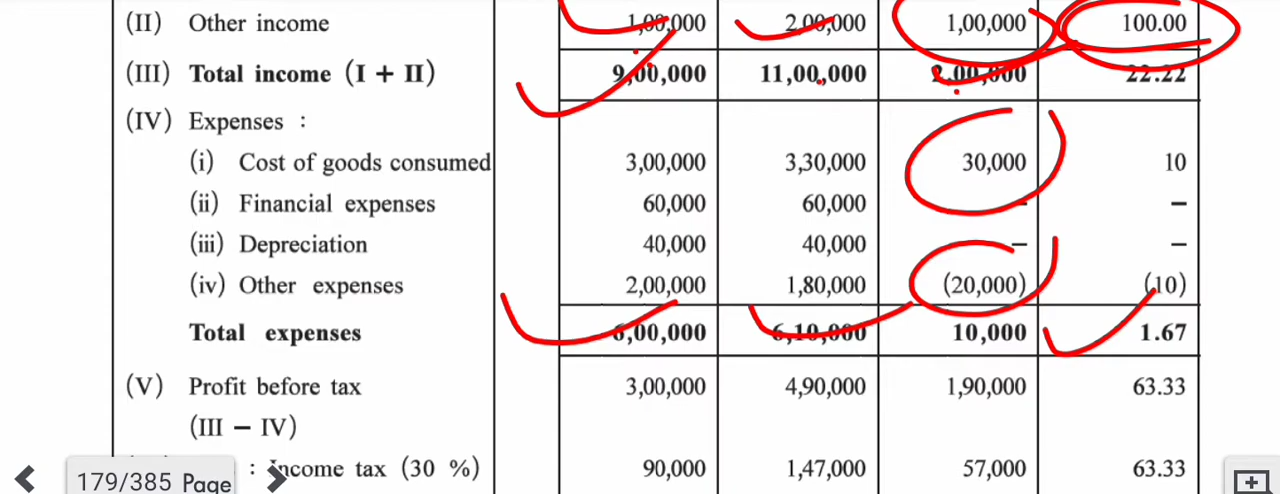 (II) Other income 1,00,000 2,00,000 1,00,000 100.00
(III) Total income (I + II) 9,00,000 11,00,000 2,00,000 22.22
(IV) Expenses :
(i) Cost of goods consumed 3,00,000 3,30,000 30,000 10
(ii) Financial expenses 60,000 60,000 – –
(iii) Depreciation 40,000 40,000 – –
(iv) Other expenses 2,00,000 1,80,000 (20,000) (10)
Total expenses 6,00,000 6,10,000 10,000 1.67
(V) Profit before tax 3,00,000 4,90,000 1,90,000 63.33
(III – IV)
: Income tax (30 %) 90,000 1,47,000 57,000 63.33
179/385 Page